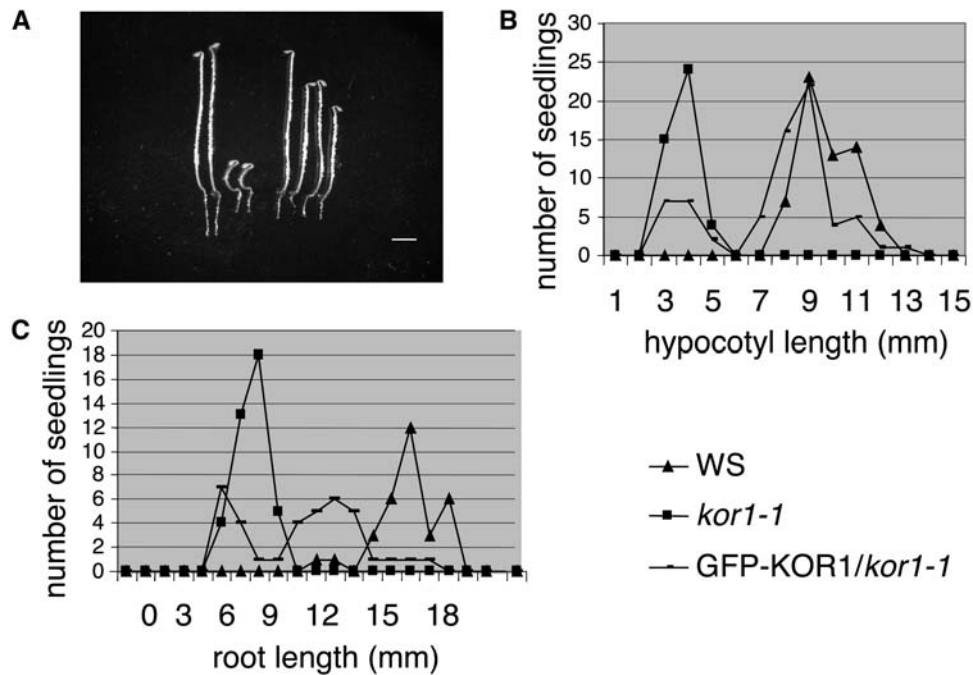 A
B
30
25
20
15
10
5
0
number of seedlings
1 3 5 7 9 11 13 15
hypocotyl length (mm)
C
20
18
16
14
12
10
8
6
4
2
0
number of seedlings
0 3 6 9 12 15 18
root length (mm)
WS
kor1-1
GFP-KOR1/kor1-1